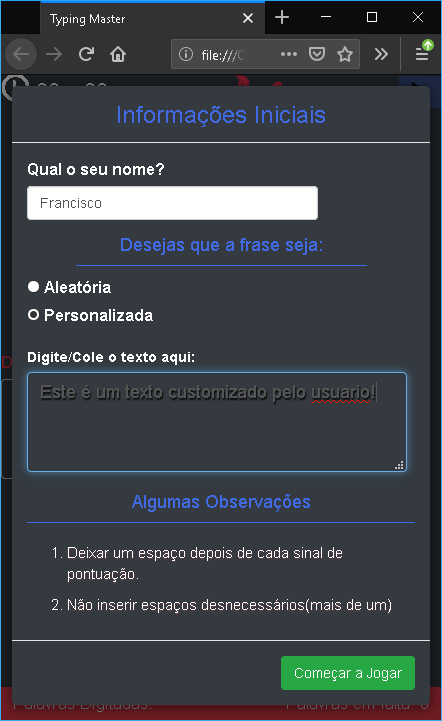 Typing Master
file:///C
Informações Iniciais
Qual o seu nome?
Francisco
Desejas que a frase seja:
Aleatória
Personalizada
Digite/Cole o texto aqui:
Este é um texto customizado pelo usuario!
Algumas Observações
1. Deixar um espaço depois de cada sinal de
pontuação.
2. Não inserir espaços desnecessários(mais de um)
Começar a Jogar
Palavras Digitadas:
Palavras em falta: 0